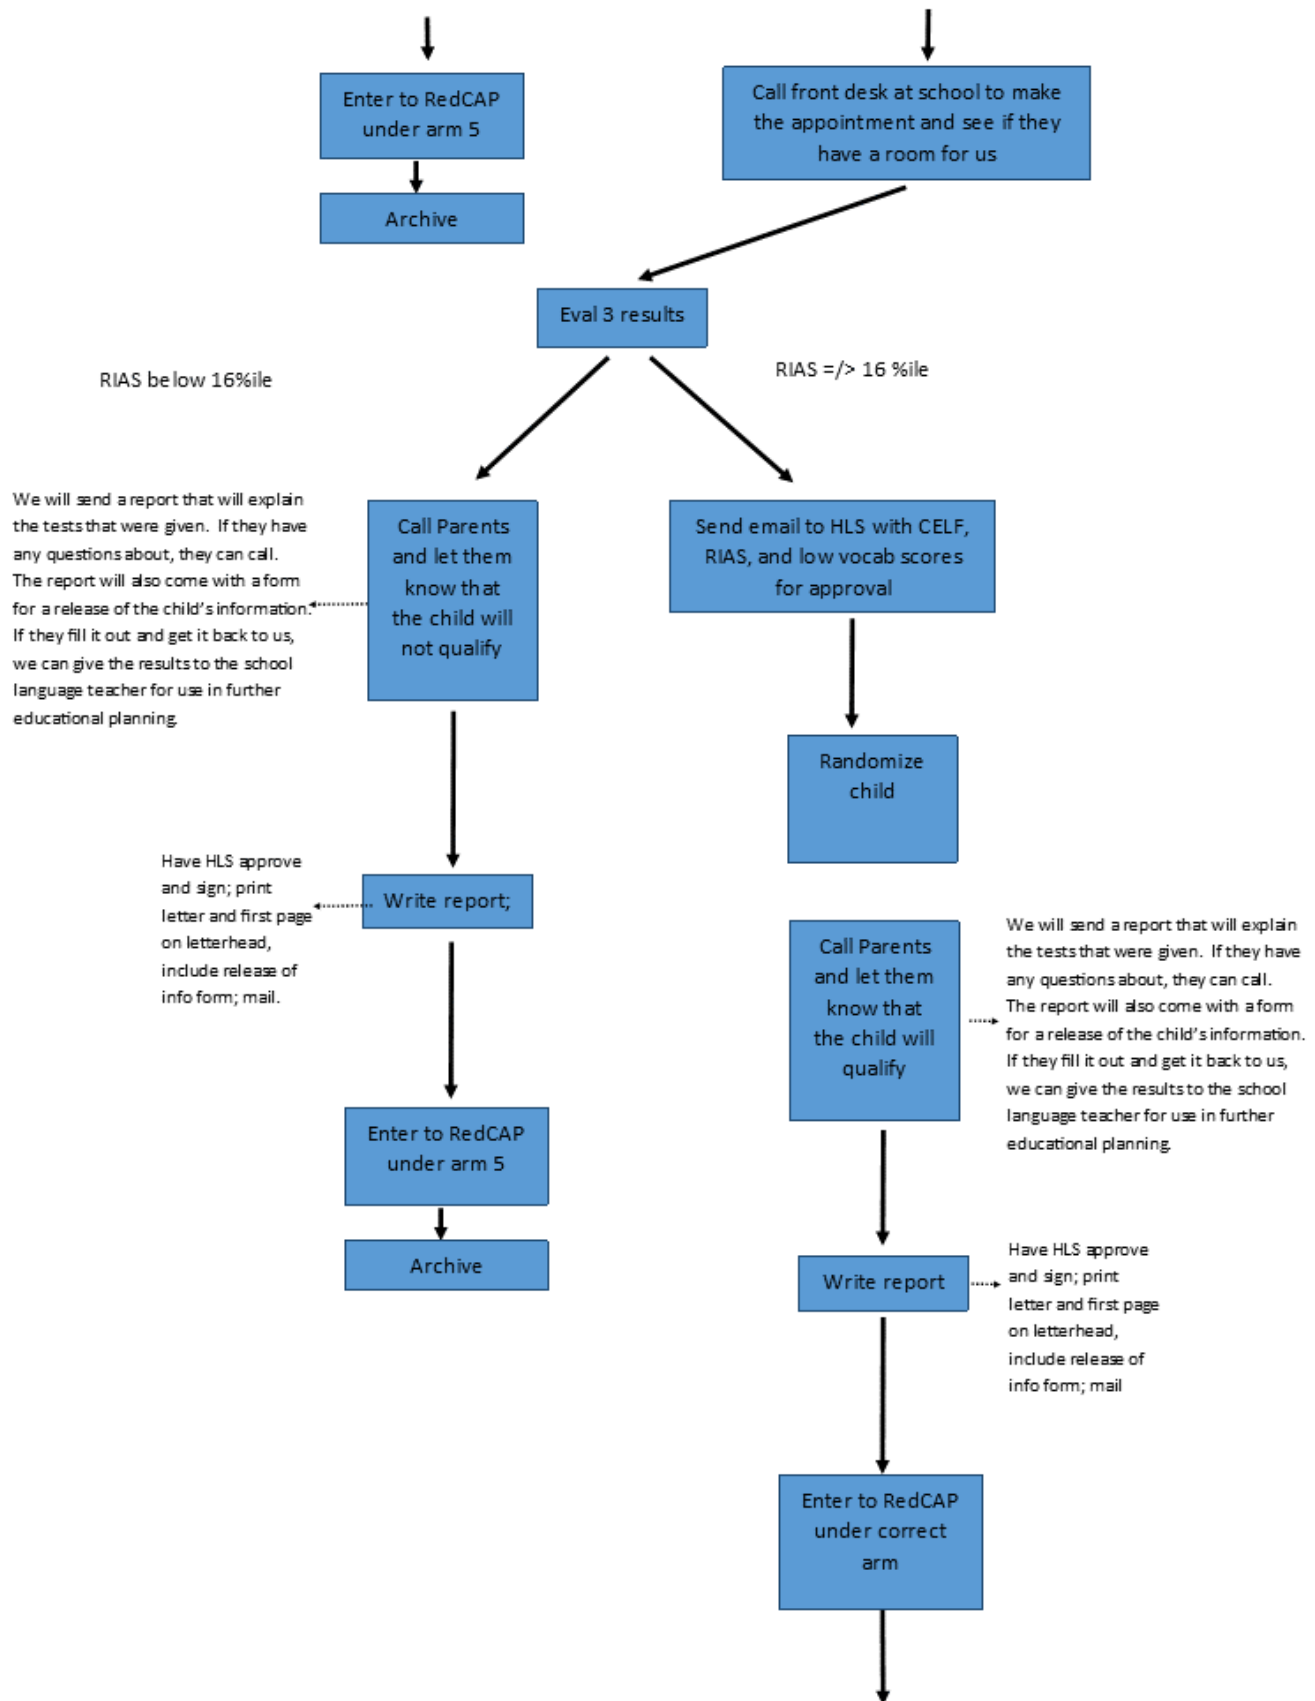 Enter to RedCAP
under arm 5
Archive
Call front desk at school to make
the appointment and see if they
have a room for us
Eval 3 results
RIAS below 16%ile
RIAS =/> 16 %ile
We will send a report that will explain
the tests that were given.  If they have
any questions about, they can call.
The report will also come with a form
for a release of the child's information.
If they fill it out and get it back to us,
we can give the results to the school
language teacher for use in further
educational planning.
Call Parents
and let them
know that
the child will
not qualify
Send email to HLS with CELF,
RIAS, and low vocab scores
for approval
Randomize
child
Have HLS approve
and sign; print
letter and first page
on letterhead,
include release of
info form; mail.
Write report;
Call Parents
and let them
know that
the child will
qualify
We will send a report that will explain
the tests that were given.  If they have
any questions about, they can call.
The report will also come with a form
for a release of the child's information.
If they fill it out and get it back to us,
we can give the results to the school
language teacher for use in further
educational planning.
Enter to RedCAP
under arm 5
Archive
Write report
Have HLS approve
and sign; print
letter and first page
on letterhead,
include release of
info form; mail
Enter to RedCAP
under correct
arm